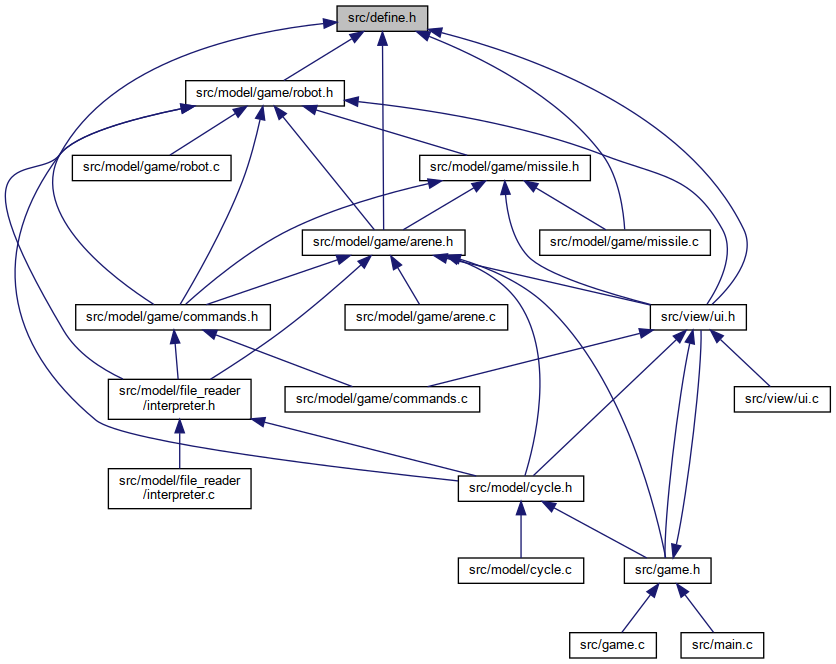 src/define.h
src/model/game/robot.h
src/model/game/robot.c
src/model/game/missile.h
src/model/game/arene.h
src/model/game/missile.c
src/model/game/commands.h
src/model/game/arene.c
src/view/ui.h
src/model/file_reader
/interpreter.h
src/model/game/commands.c
src/view/ui.c
src/model/file_reader
/interpreter.c
src/model/cycle.h
src/model/cycle.c
src/game.h
src/game.c
src/main.c